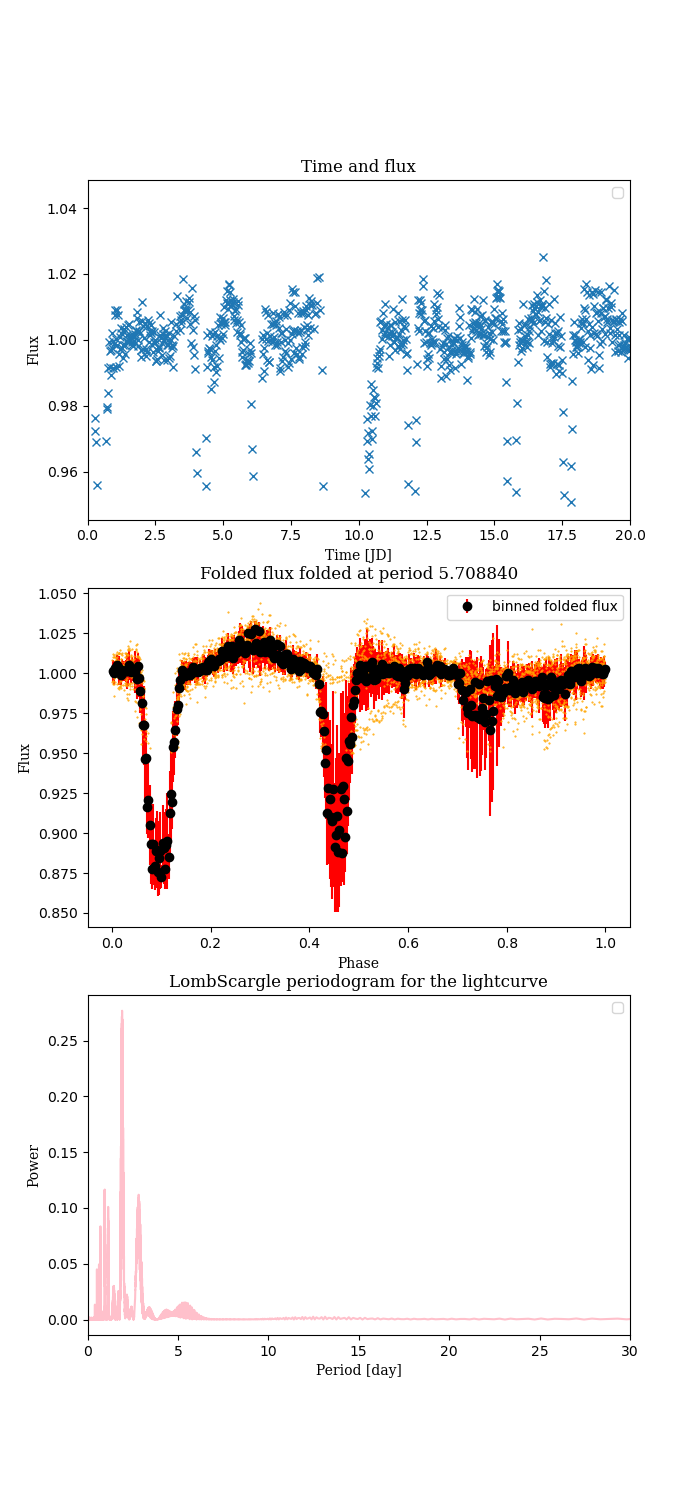 Time and flux
1.04
1.02
1.00
0.98
0.96
Flux
0.0 2.5 5.0 7.5 10.0 12.5 15.0 17.5 20.0
Time [JD]
Folded flux folded at period 5.708840
binned folded flux
1.050
1.025
1.000
0.975
0.950
0.925
0.900
0.875
0.850
Flux
0.0 0.2 0.4 0.6 0.8 1.0
Phase
LombScargle periodogram for the lightcurve
0.25
0.20
0.15
0.10
0.05
0.00
Power
0 5 10 15 20 25 30
Period [day]